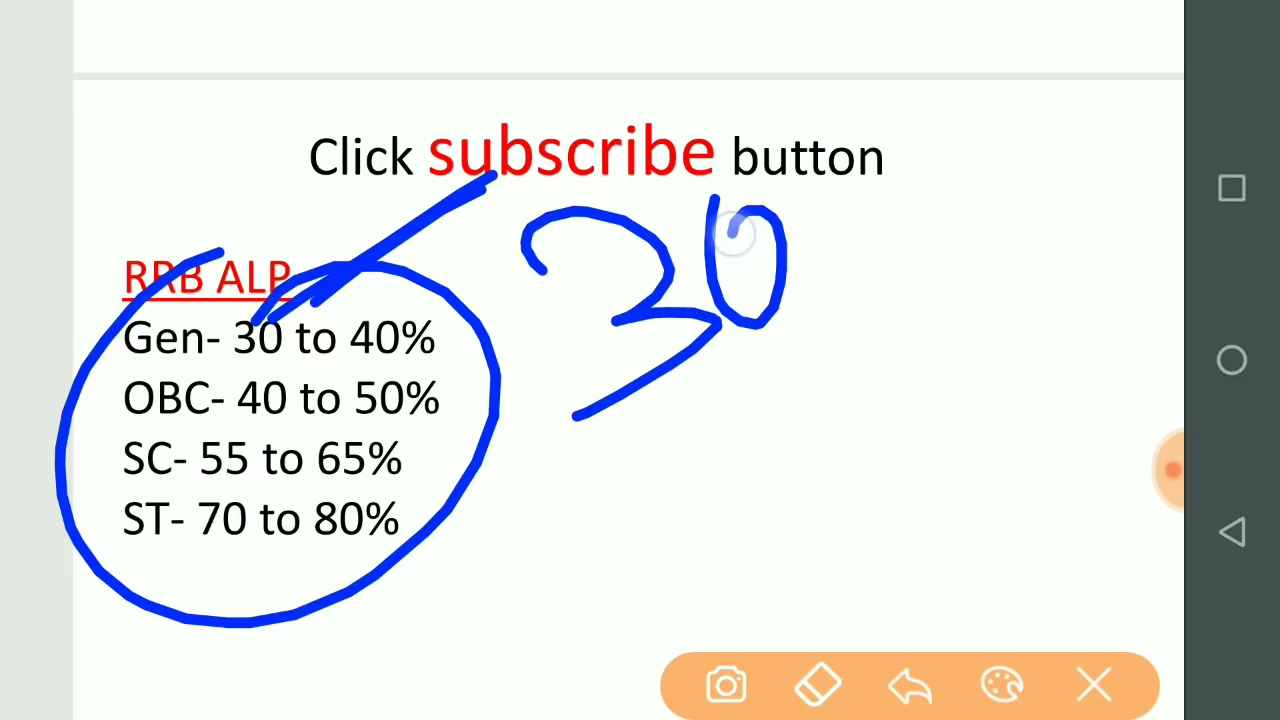 Click subscribe button
30
RRB ALP
Gen- 30 to 40%
OBC- 40 to 50%
SC- 55 to 65%
ST- 70 to 80%